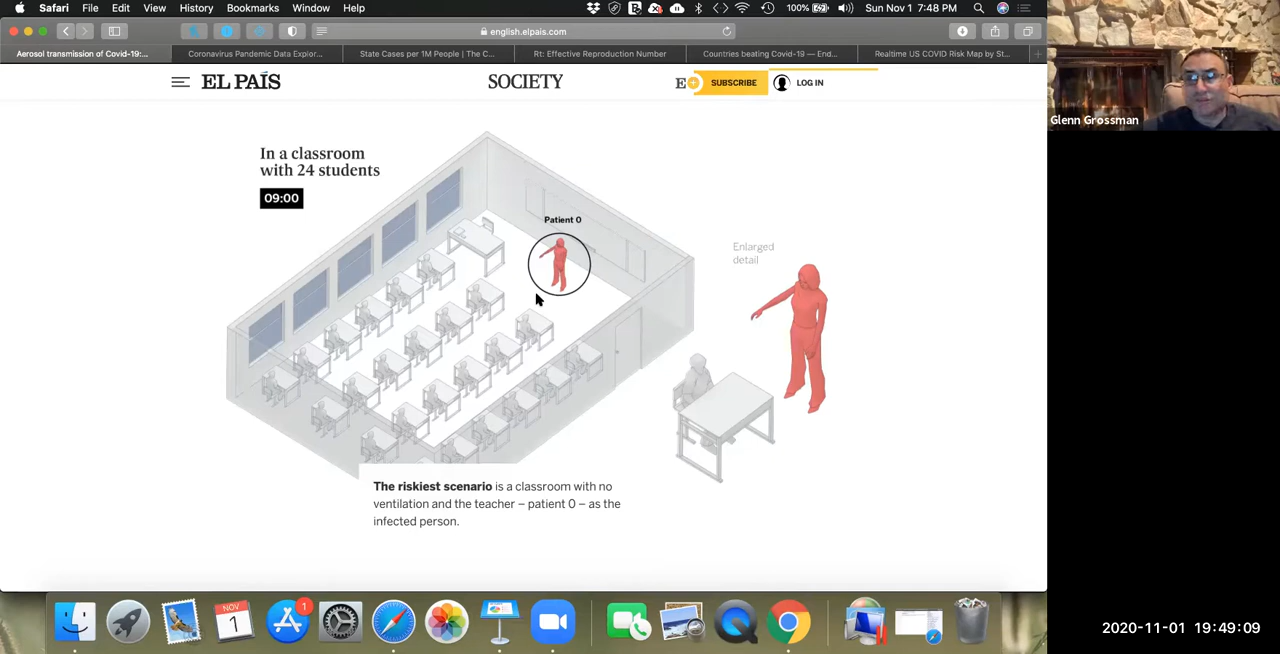 Safari File Edit View History Bookmarks Window Help
100% Sun Nov 1 7:48 PM
english.elpais.com
Aerosol transmission of Covid-19:... Coronavirus Pandemic Data Explor... State Cases per 1M People | The C... Rt: Effective Reproduction Number Countries beating Covid-19 — End... Realtime US COVID Risk Map by St...
EL PAÍS SOCIETY E+ SUBSCRIBE LOG IN
Glenn Grossman
In a classroom
with 24 students
09:00
Patient 0
Enlarged
detail
The riskiest scenario is a classroom with no
ventilation and the teacher – patient 0 – as the
infected person.
NOV
1
1
2020-11-01 19:49:09